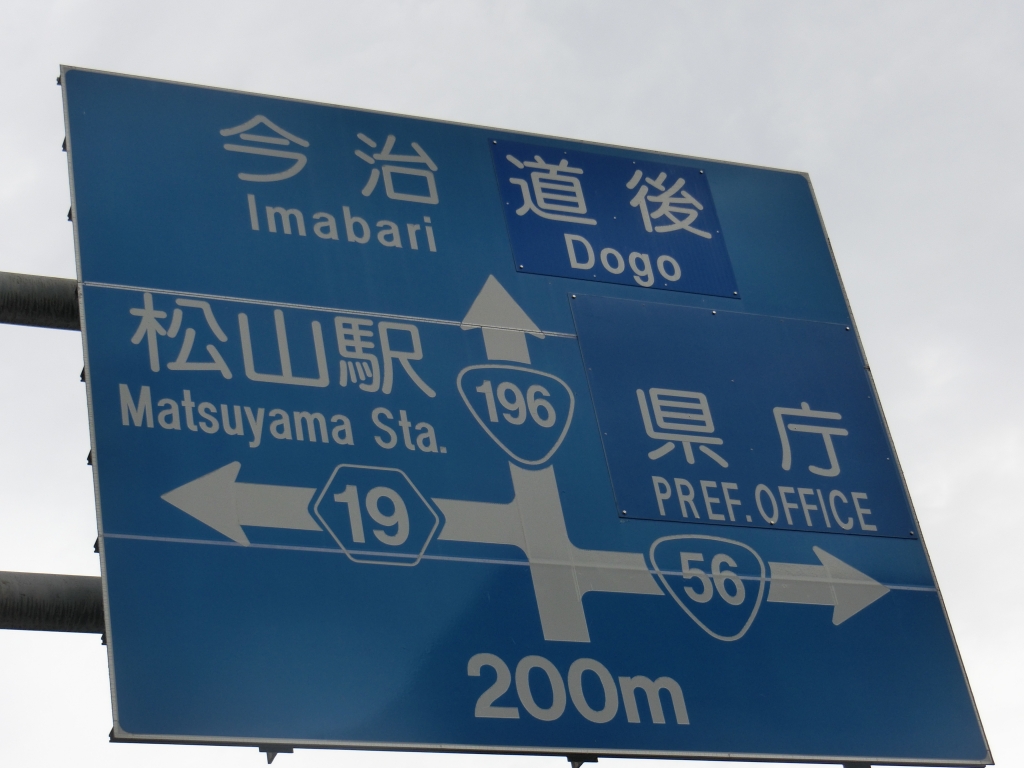 今治 道後
Imabari Dogo
松山駅
Matsuyama Sta.
196
県庁
PREF.OFFICE
19
56
200m